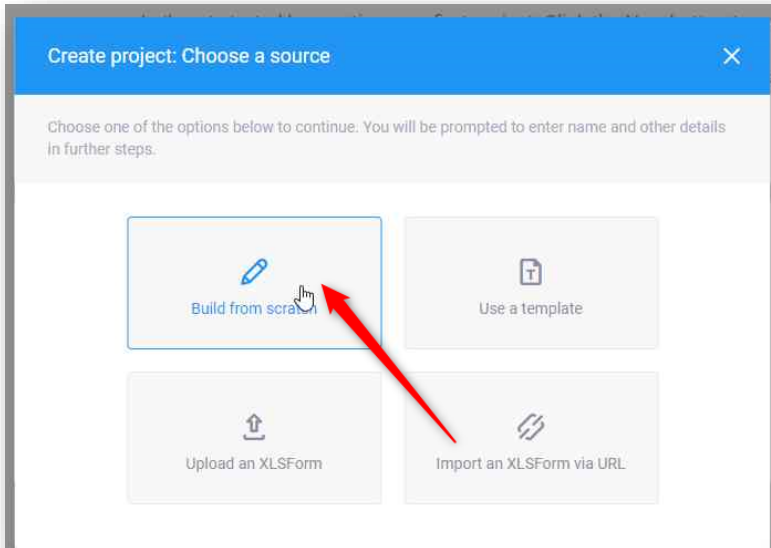 Create project: Choose a source
Choose one of the options below to continue. You will be prompted to enter name and other details
in further steps.
Build from scratch
Use a template
Upload an XLSForm
Import an XLSForm via URL